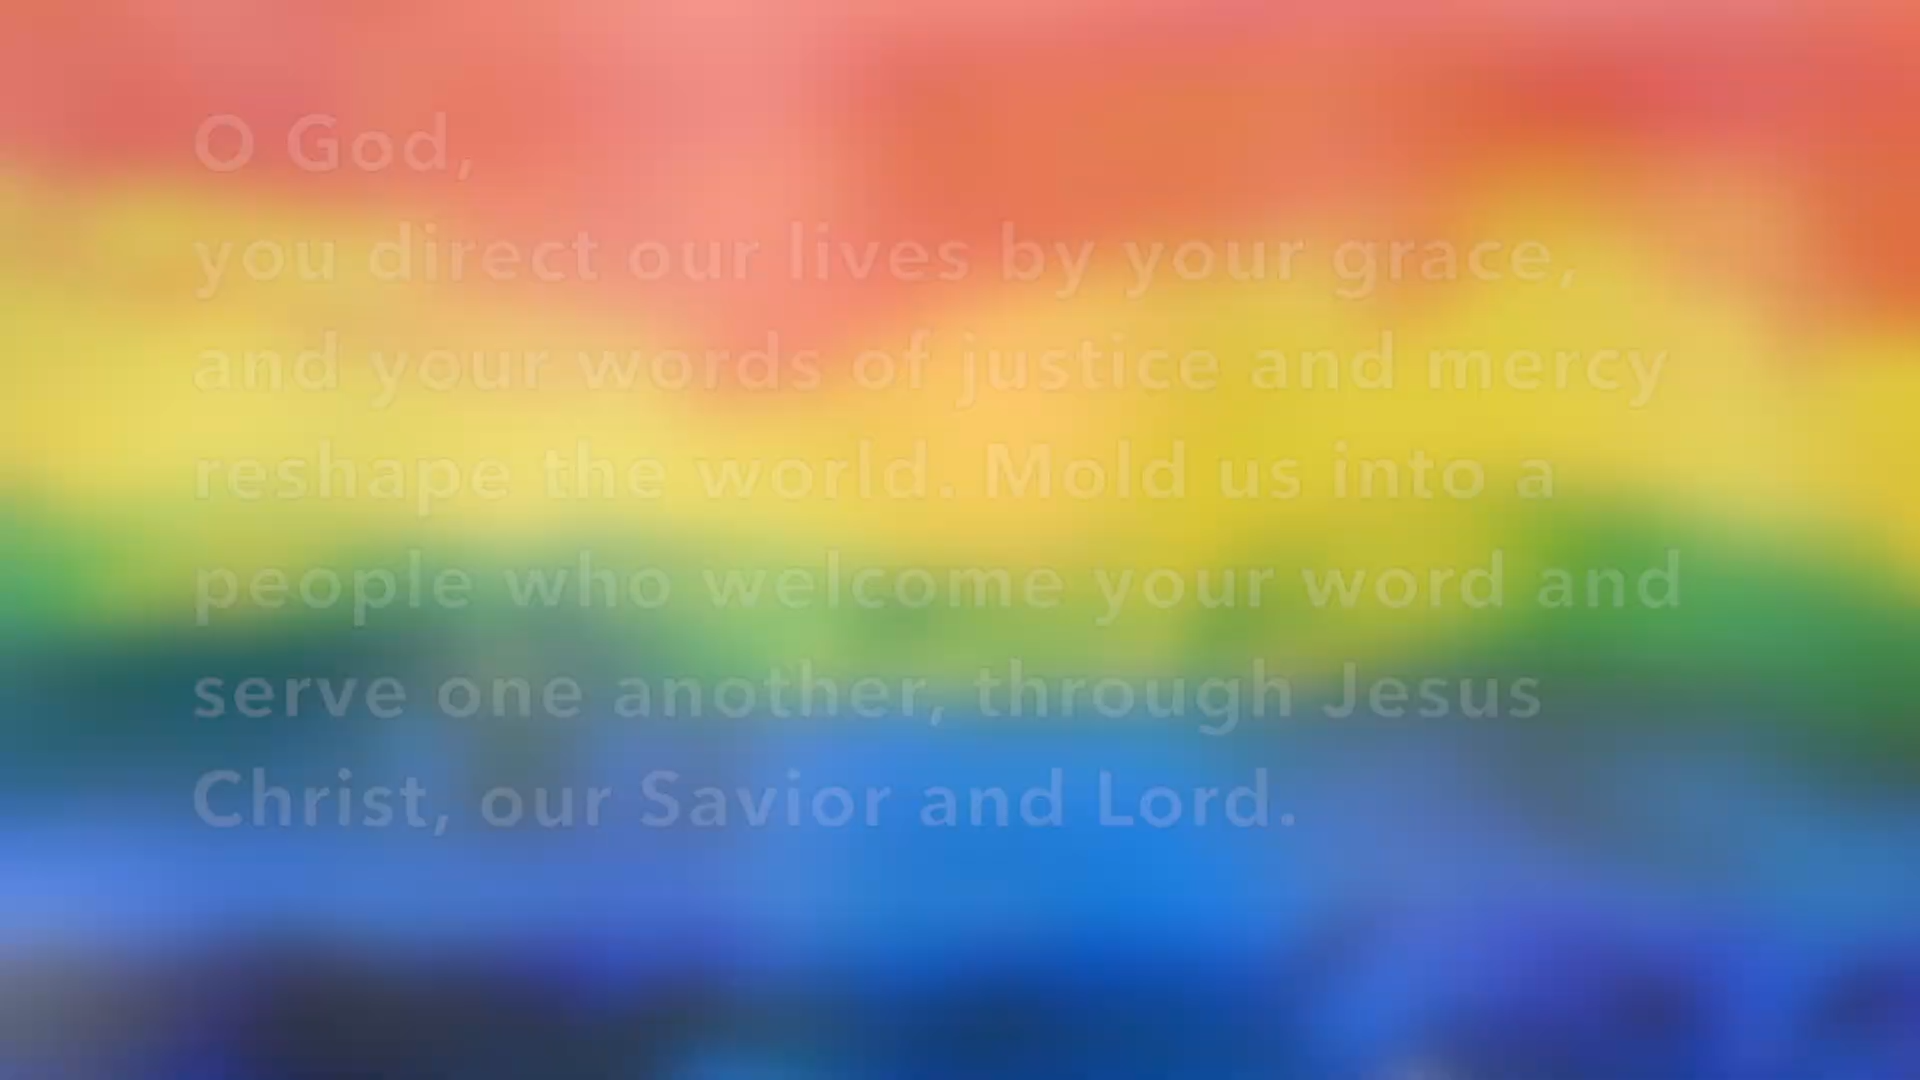 O God,
you direct our lives by your grace,
and your words of justice and mercy
reshape the world. Mold us into a
people who welcome your word and
serve one another, through Jesus
Christ, our Savior and Lord.